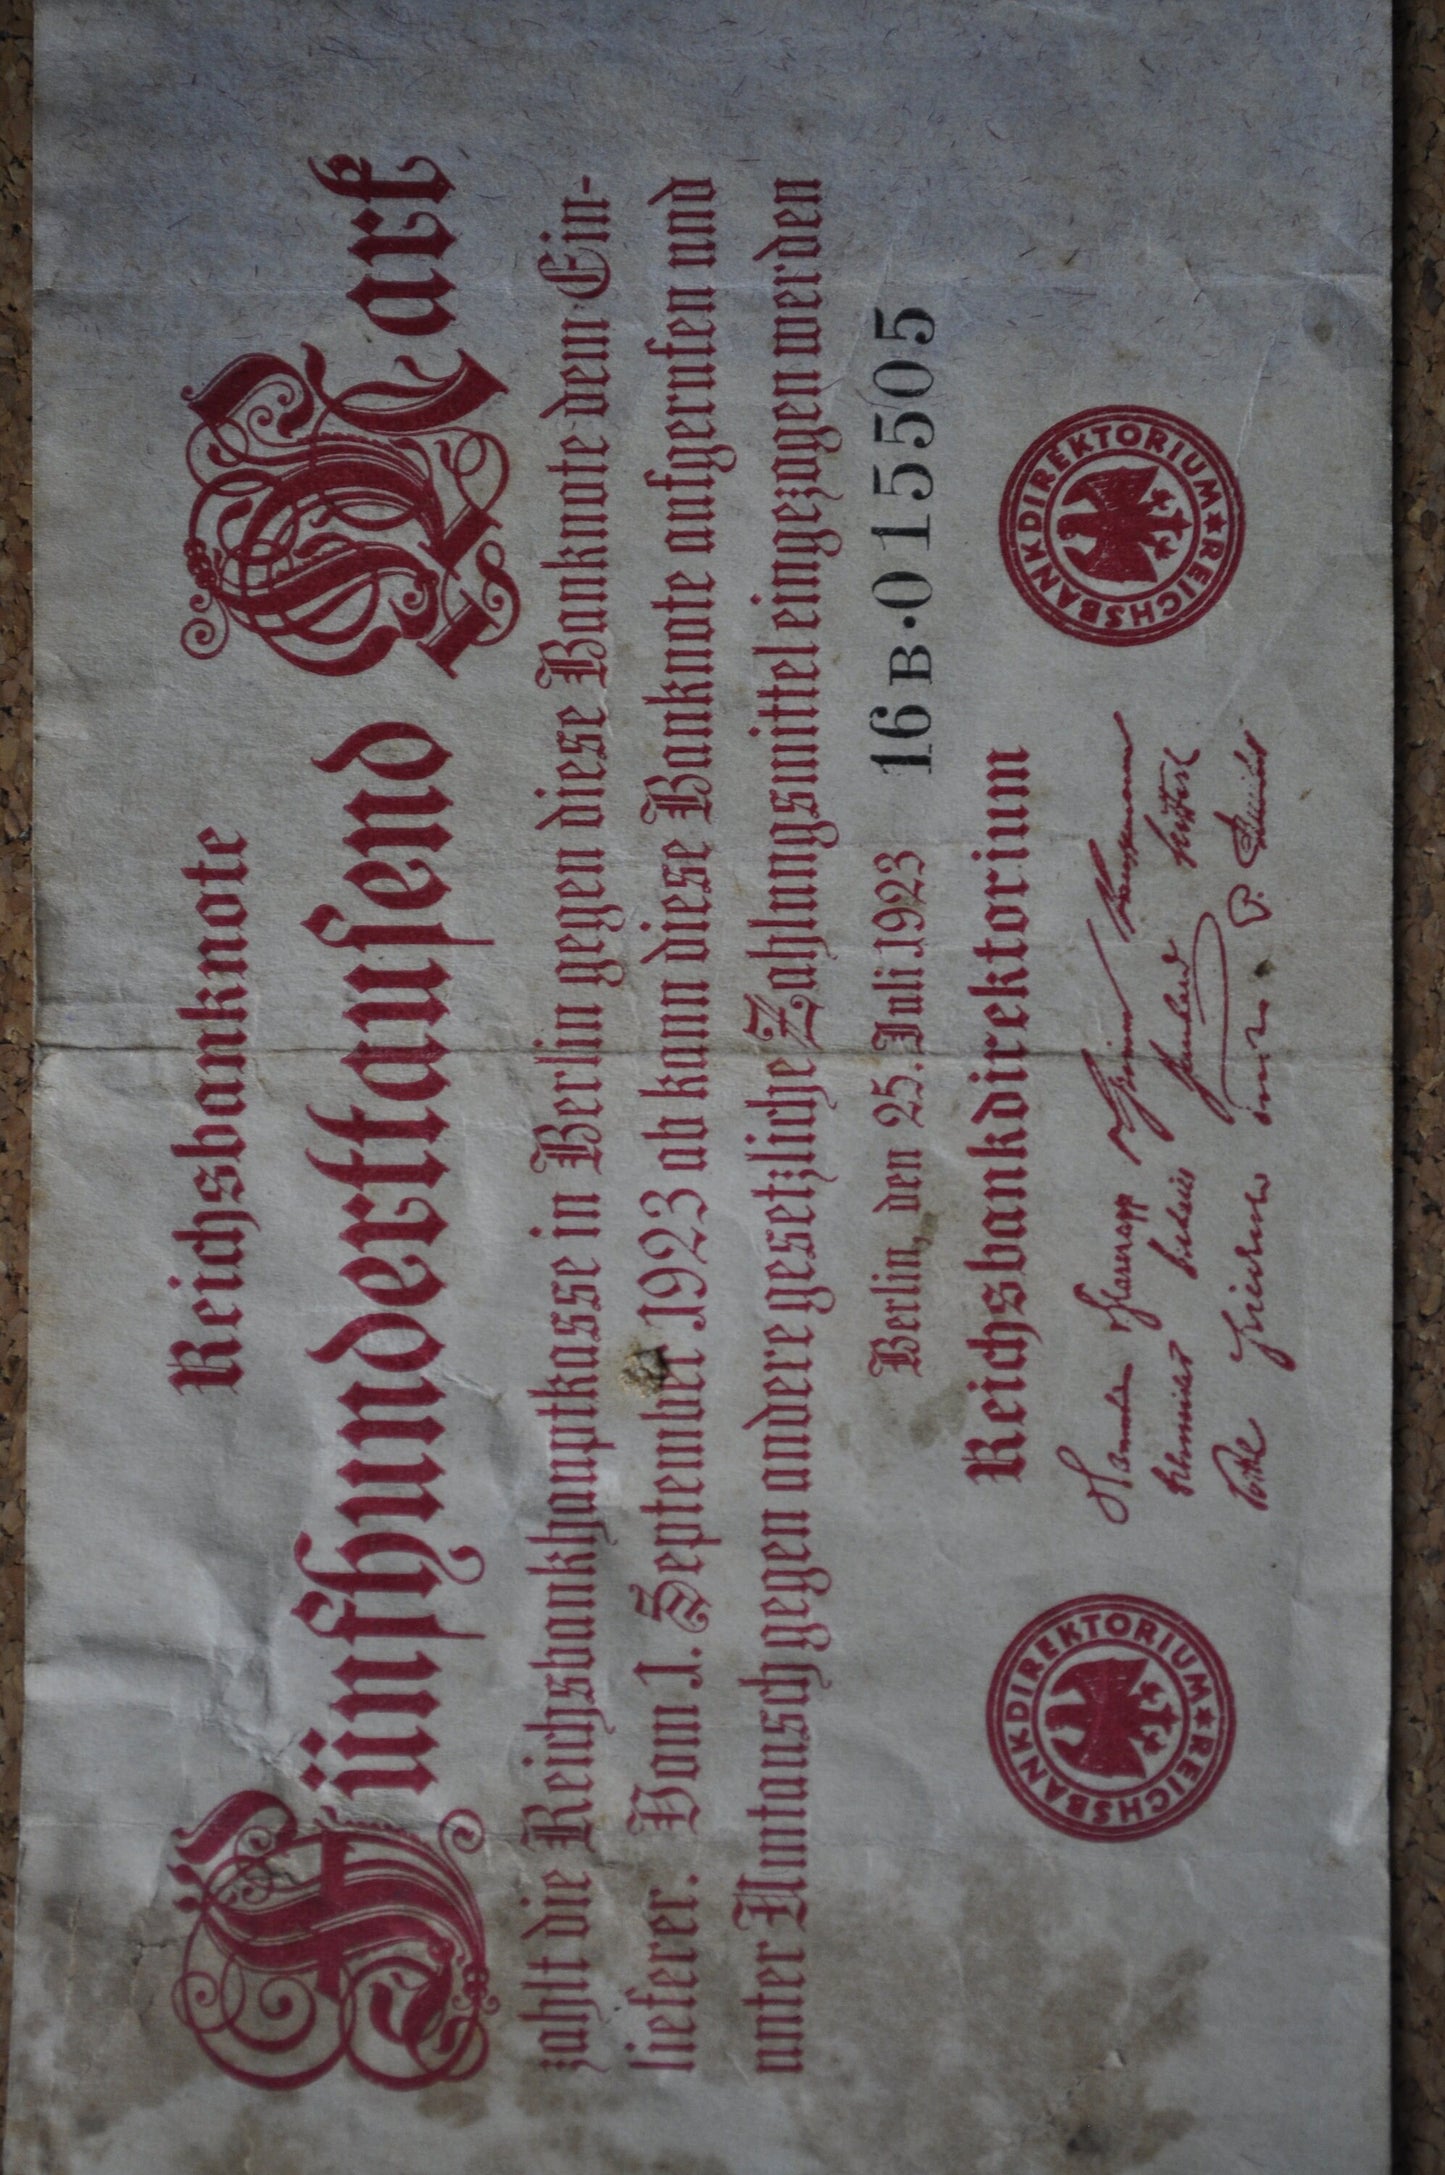 Reichsbanknote
Fünfhunderttausend Mark
zahlt die Reichsbankhauptkasse in Berlin gegen diese Banknote dem Ein-
lieferer. Vom 1. September 1923 ab kann diese Banknote aufgerufen und
unter Umtausch gegen andere gesetzliche Zahlungsmittel eingezogen werden
Berlin, den 25. Juli 1923 16B·015505
Reichsbankdirektorium
REICHSBANKDIREKTORIUM
REICHSBANKDIREKTORIUM